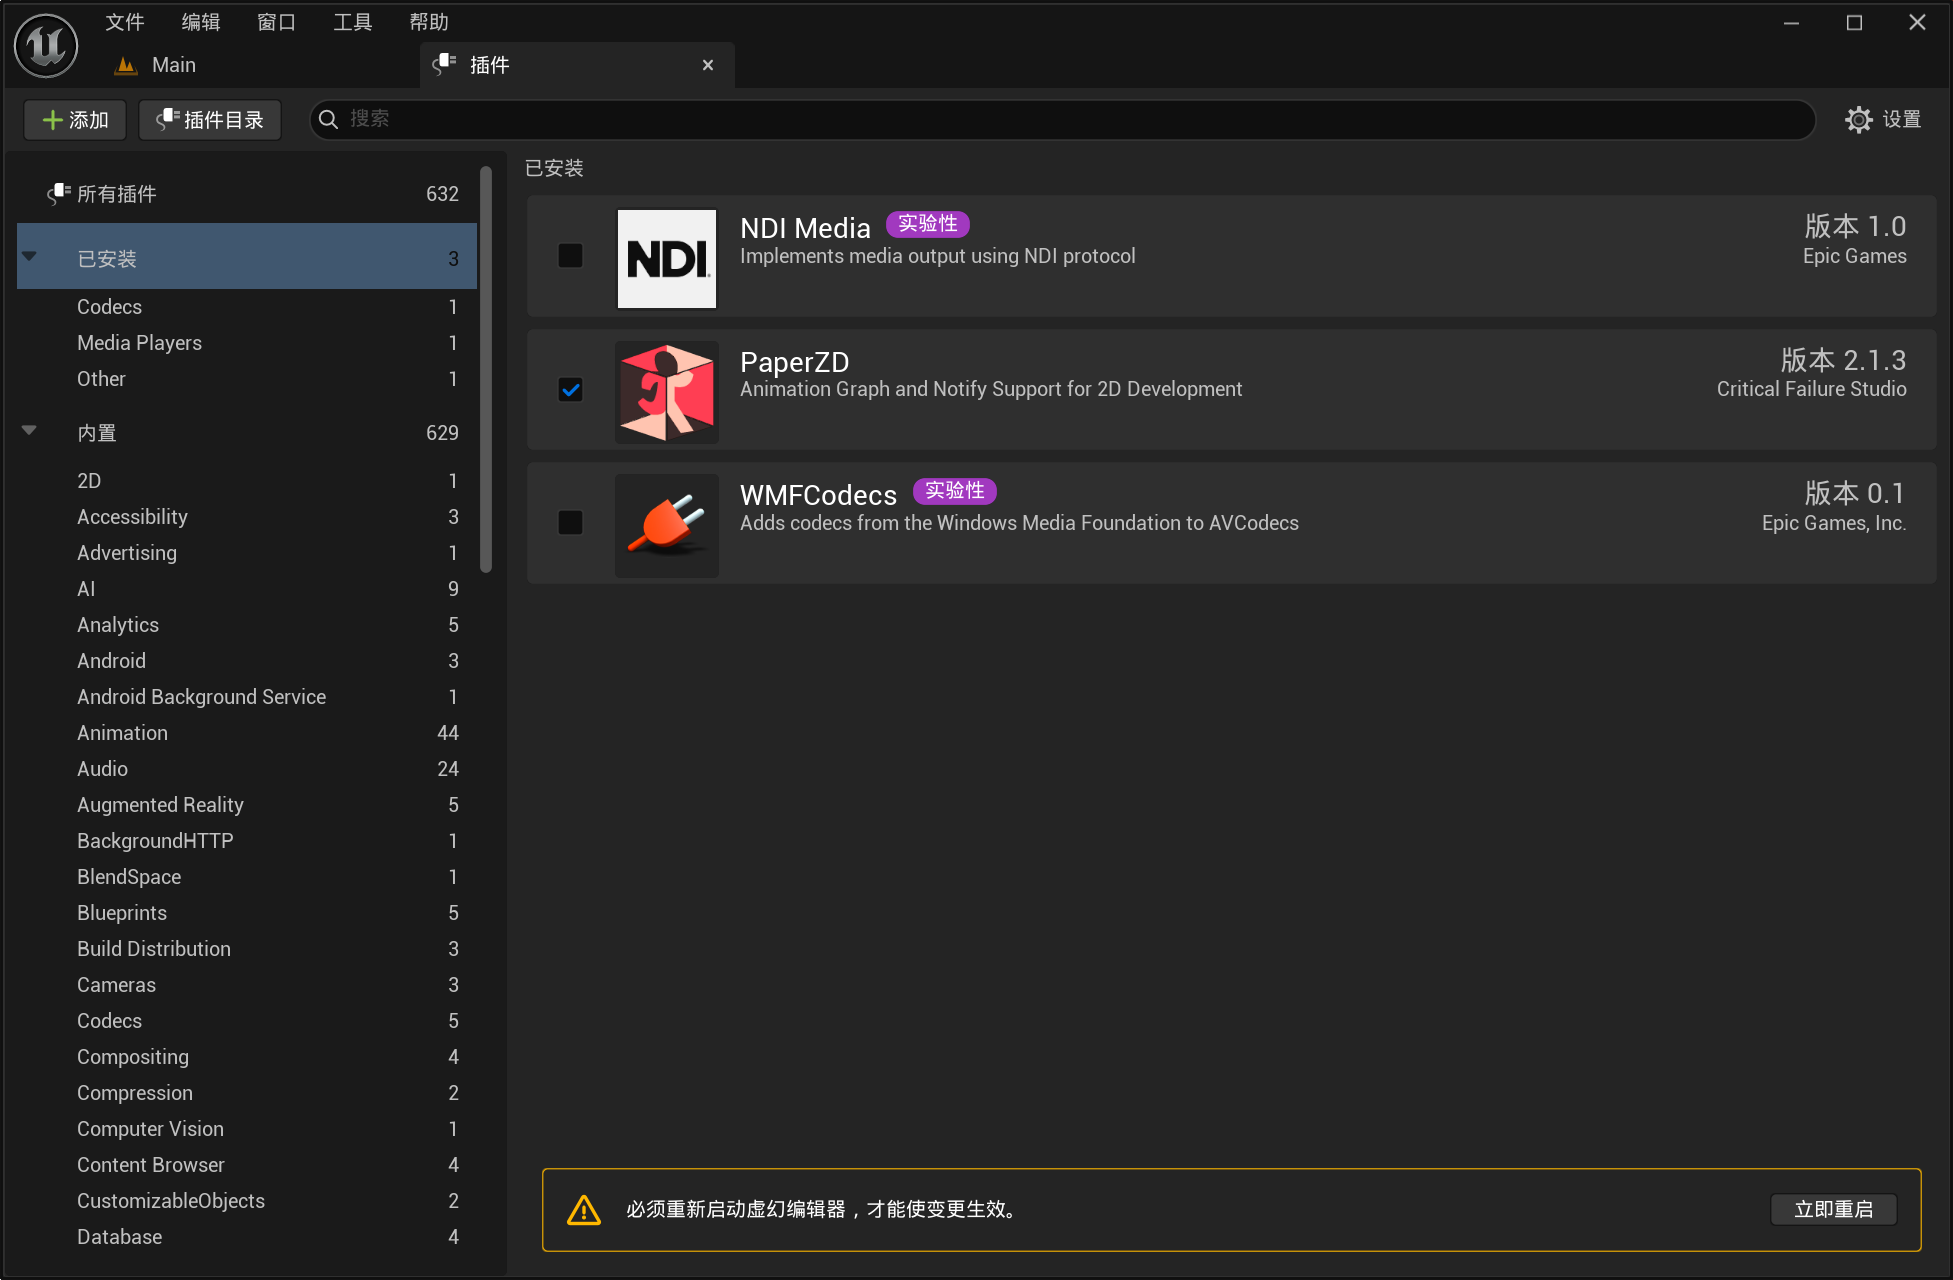 文件 编辑 窗口 工具 帮助
Main
插件
添加
插件目录
搜索
设置
所有插件 632
已安装 3
Codecs 1
Media Players 1
Other 1
内置 629
2D 1
Accessibility 3
Advertising 1
AI 9
Analytics 5
Android 3
Android Background Service 1
Animation 44
Audio 24
Augmented Reality 5
BackgroundHTTP 1
BlendSpace 1
Blueprints 5
Build Distribution 3
Cameras 3
Codecs 5
Compositing 4
Compression 2
Computer Vision 1
Content Browser 4
CustomizableObjects 2
Database 4
已安装
NDI
NDI Media 实验性 版本 1.0
Implements media output using NDI protocol Epic Games
PaperZD 版本 2.1.3
Animation Graph and Notify Support for 2D Development Critical Failure Studio
WMFCodecs 实验性 版本 0.1
Adds codecs from the Windows Media Foundation to AVCodecs Epic Games, Inc.
必须重新启动虚幻编辑器，才能使变更生效。 立即重启